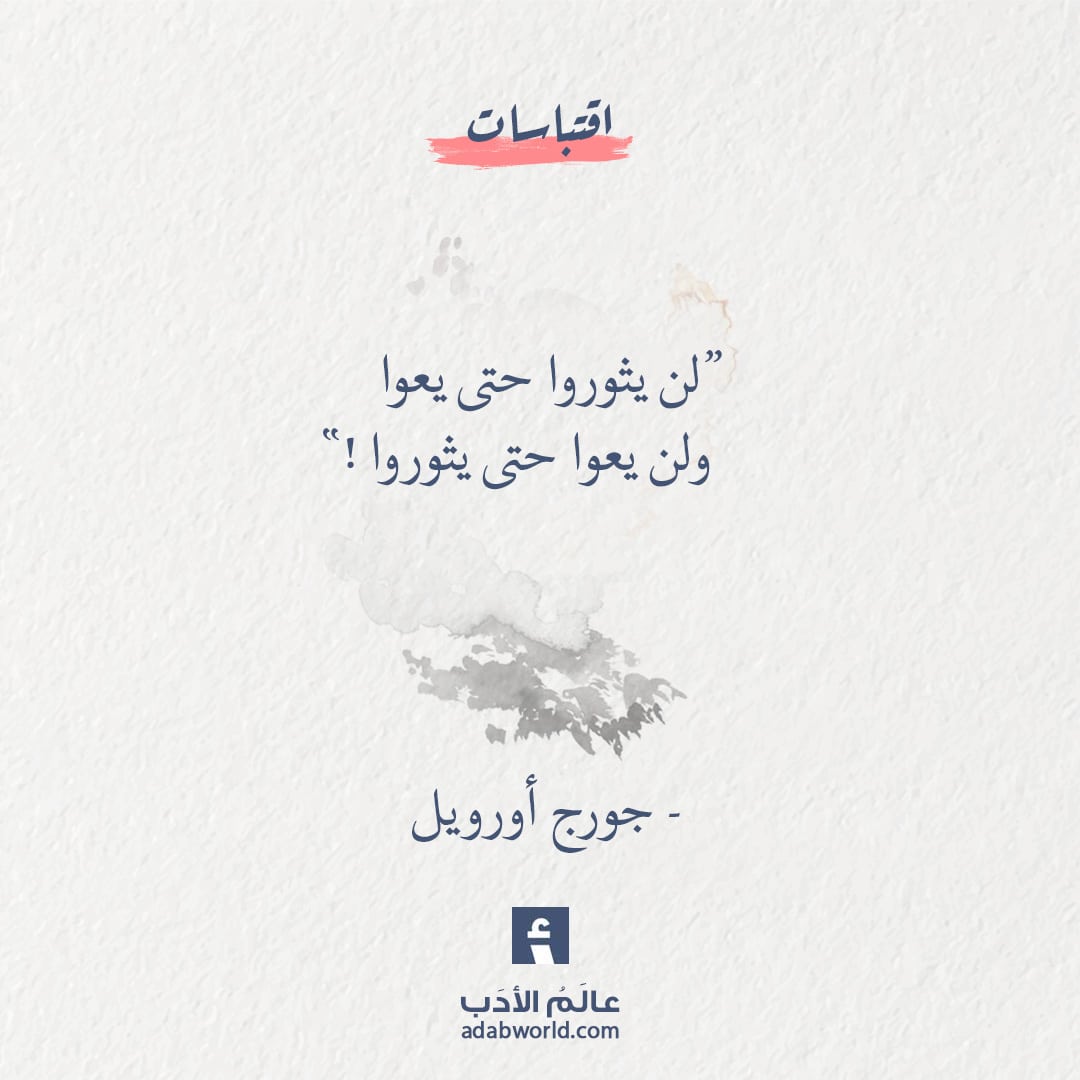 اقتباسات
”لن يثوروا حتى يعوا
ولن يعوا حتى يثوروا !“
- جورج أورويل
أ
عالَمُ الأدَب
adabworld.com